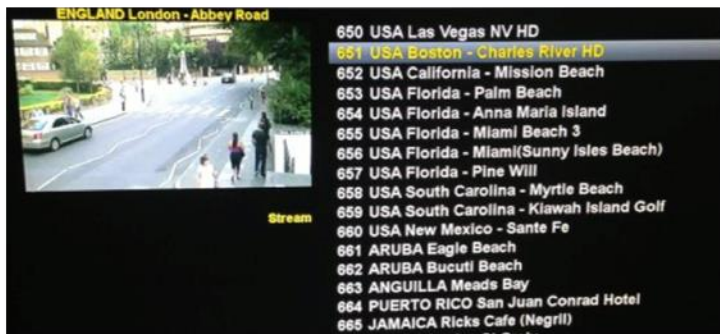 ENGLAND London - Abbey Road
650 USA Las Vegas NV HD
651 USA Boston - Charles River HD
652 USA California - Mission Beach
653 USA Florida - Palm Beach
654 USA Florida - Anna Maria Island
655 USA Florida - Miami Beach 3
656 USA Florida - Miami(Sunny Isles Beach)
657 USA Florida - Pine Will
658 USA South Carolina - Myrtle Beach
Stream
659 USA South Carolina - Kiawah Island Golf
660 USA New Mexico - Sante Fe
661 ARUBA Eagle Beach
662 ARUBA Bucuti Beach
663 ANGUILLA Meads Bay
664 PUERTO RICO San Juan Conrad Hotel
665 JAMAICA Ricks Cafe (Negril)